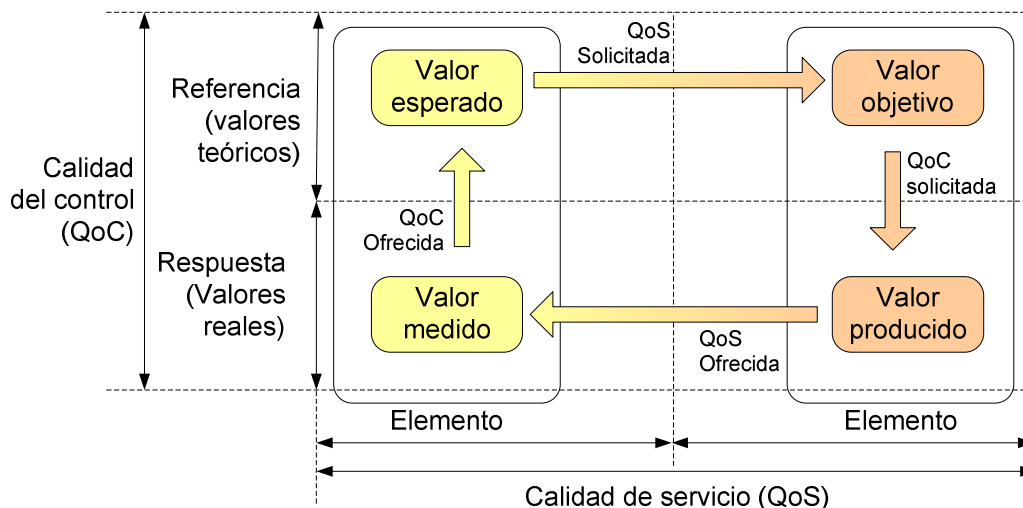 QoS
Solicitada
Valor
esperado
Valor
objetivo
Referencia
(valores
teóricos)
Calidad
del control
(QoC)
QoC
solicitada
QoC
Ofrecida
Respuesta
(Valores
reales)
Valor
medido
Valor
producido
QoS
Ofrecida
Elemento
Elemento
Calidad de servicio (QoS)